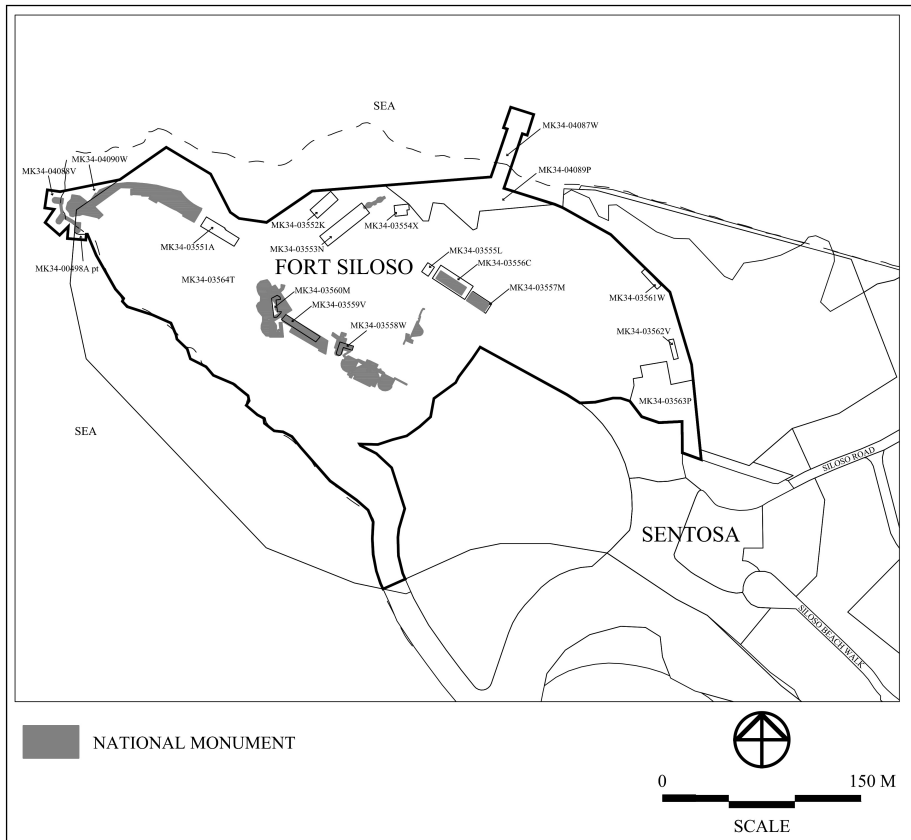 SEA
MK34-04087W
MK34-04090W
MK34-04088V
MK34-04089P
MK34-03552K
MK34-03554X
MK34-03551A
MK34-03553N
MK34-03555L
MK34-03556C
FORT SILOSO
MK34-00498A pt
MK34-03564T
MK34-03560M
MK34-03557M
MK34-03561W
MK34-03559V
MK34-03562V
MK34-03558W
MK34-03563P
SEA
SILOSO ROAD
SENTOSA
SILOSO BEACH WALK
NATIONAL MONUMENT
0 150 M
SCALE